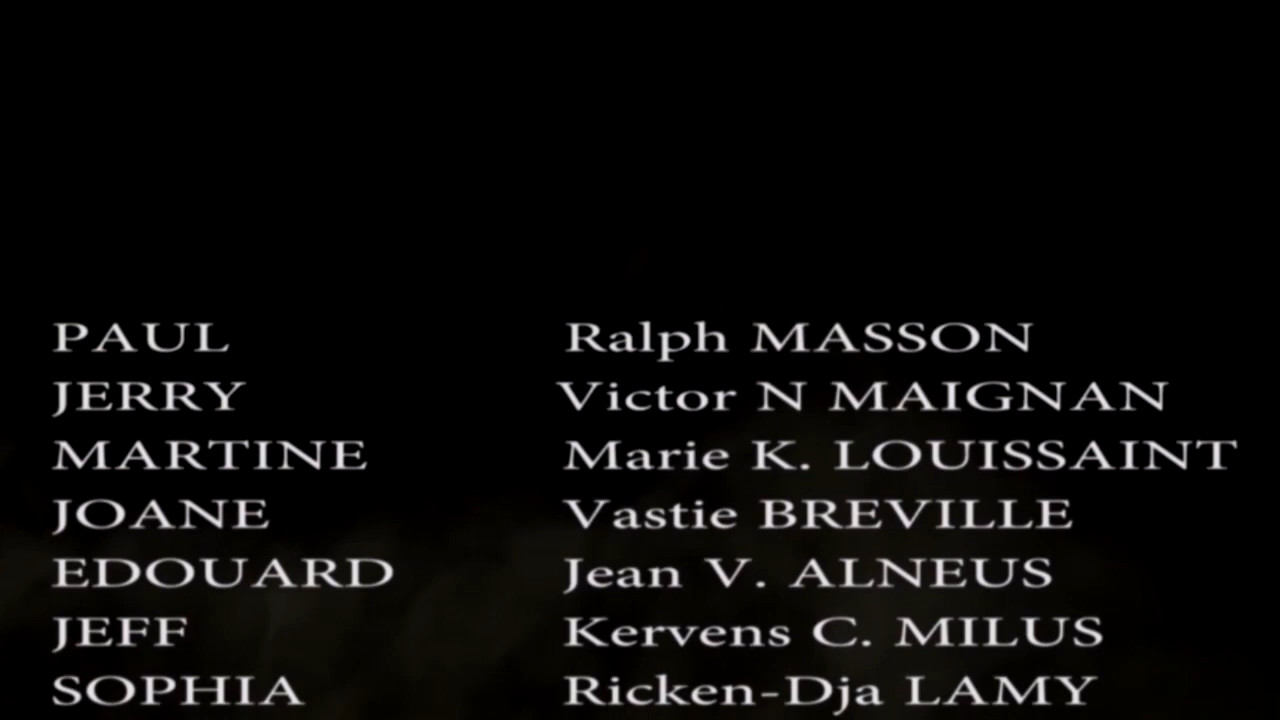 PAUL Ralph MASSON
JERRY Victor N MAIGNAN
MARTINE Marie K. LOUISSAINT
JOANE Vastie BREVILLE
EDOUARD Jean V. ALNEUS
JEFF Kervens C. MILUS
SOPHIA Ricken-Dja LAMY